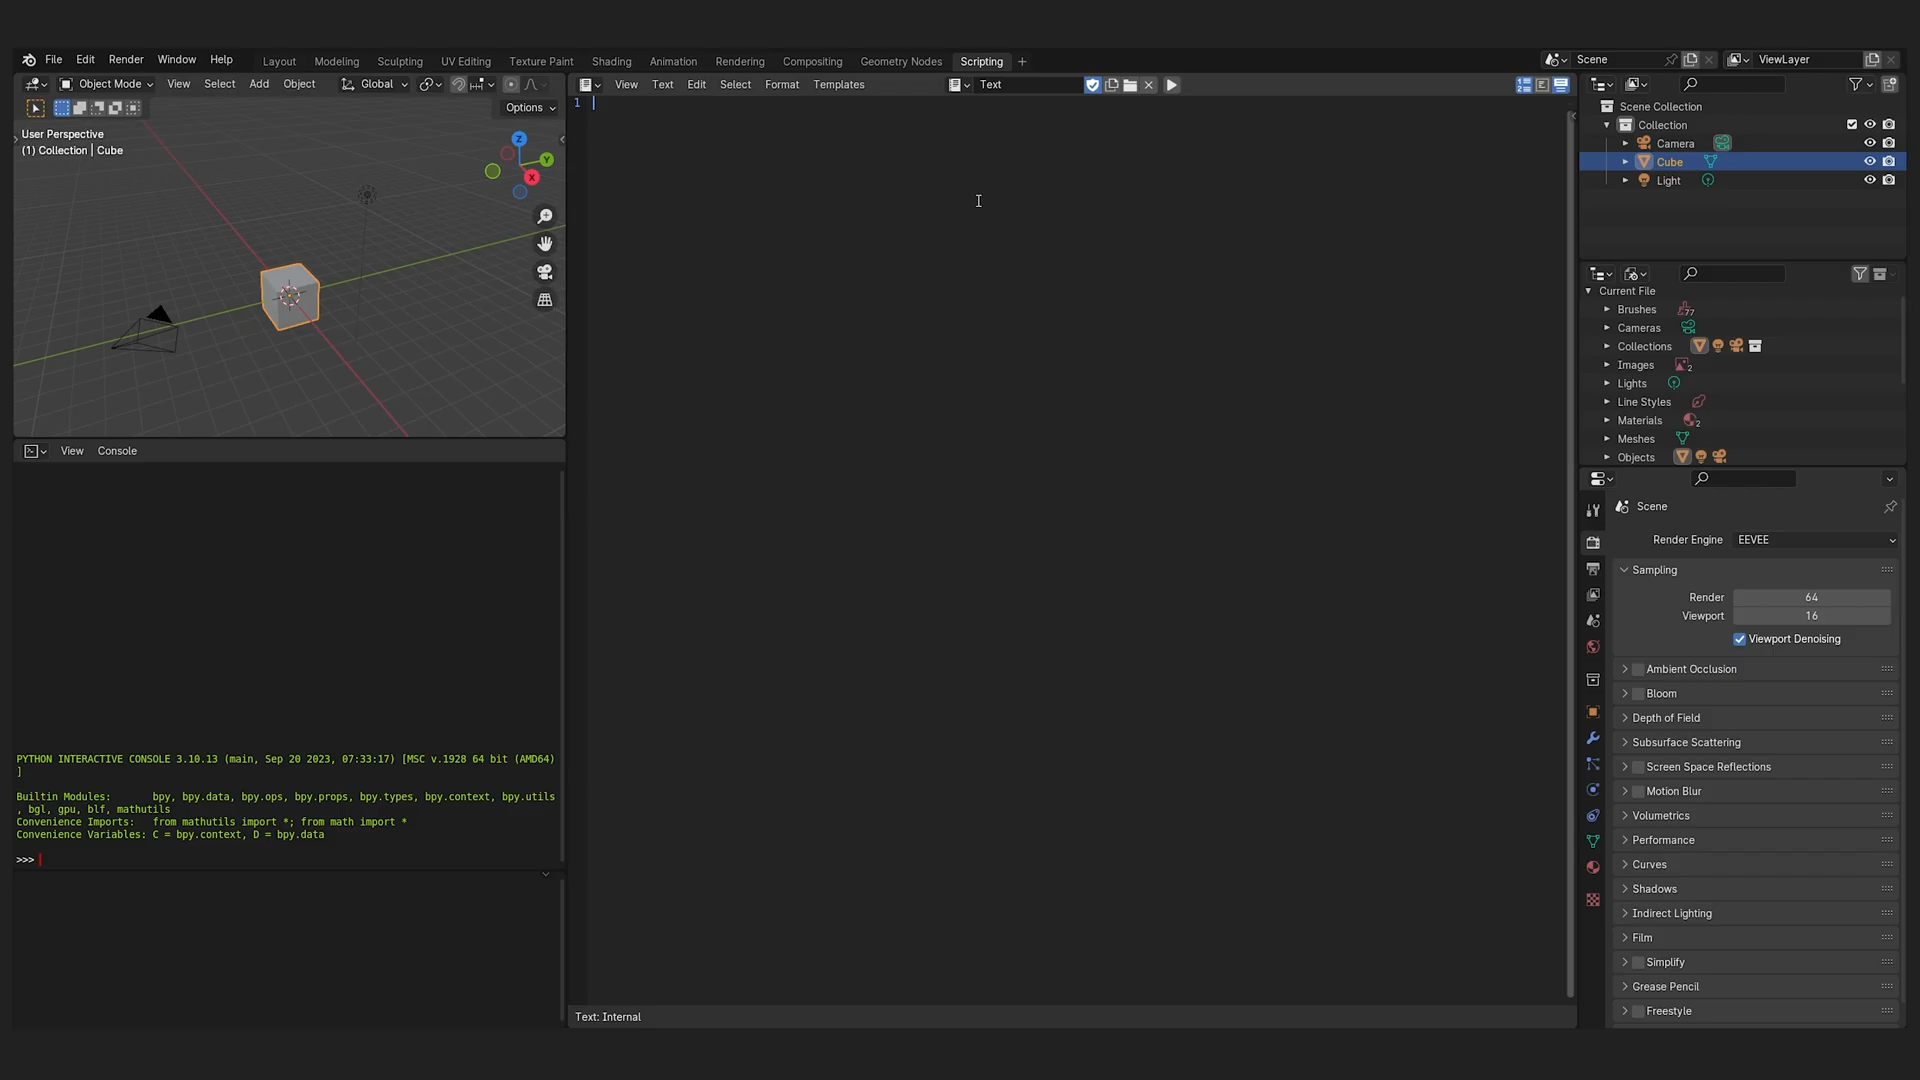 File Edit Render Window Help Layout Modeling Sculpting UV Editing Texture Paint Shading Animation Rendering Compositing Geometry Nodes Scripting + Scene ViewLayer
Object Mode View Select Add Object Global
Options
User Perspective
(1) Collection | Cube
Z
Y
X
View Text Edit Select Format Templates Text
1
Text: Internal
View Console
PYTHON INTERACTIVE CONSOLE 3.10.13 (main, Sep 20 2023, 07:33:17) [MSC v.1928 64 bit (AMD64)
]
Builtin Modules: bpy, bpy.data, bpy.ops, bpy.props, bpy.types, bpy.context, bpy.utils
, bgl, gpu, blf, mathutils
Convenience Imports: from mathutils import *; from math import *
Convenience Variables: C = bpy.context, D = bpy.data
>>>
Scene Collection
Collection
Camera
Cube
Light
Current File
Brushes 77
Cameras
Collections
Images 2
Lights
Line Styles
Materials 2
Meshes
Objects
Scene
Render Engine EEVEE
Sampling
Render 64
Viewport 16
Viewport Denoising
Ambient Occlusion
Bloom
Depth of Field
Subsurface Scattering
Screen Space Reflections
Motion Blur
Volumetrics
Performance
Curves
Shadows
Indirect Lighting
Film
Simplify
Grease Pencil
Freestyle